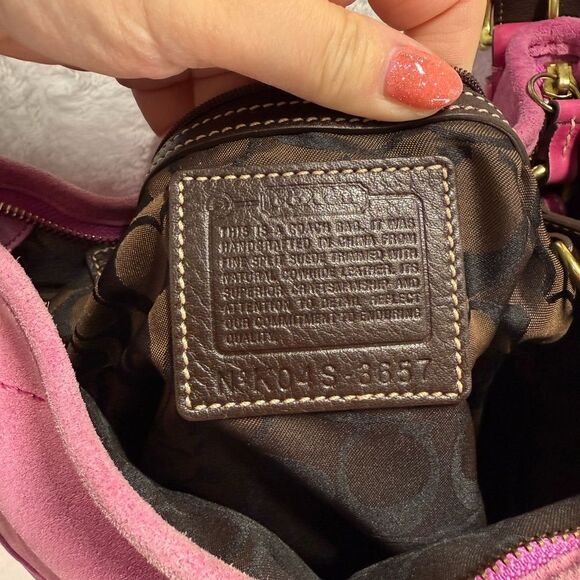 COACH
THIS IS A COACH BAG. IT WAS
HANDCRAFTED IN CHINA FROM
FINE SPLIT SUEDE TRIMMED WITH
NATURAL COWHIDE LEATHER. ITS
SUPERIOR CRAFTSMANSHIP AND
ATTENTION TO DETAIL REFLECT
OUR COMMITMENT TO ENDURING
QUALITY.
Nº K04S-3657